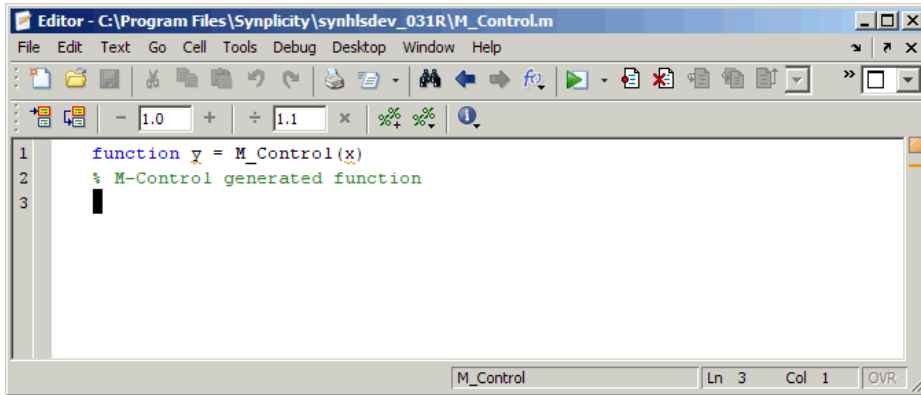 Editor - C:\Program Files\Synplicity\synhlsdev_031R\M_Control.m
File Edit Text Go Cell Tools Debug Desktop Window Help
1.0 1.1
1 function y = M_Control(x)
2 % M-Control generated function
3
M_Control Ln 3 Col 1 OVR